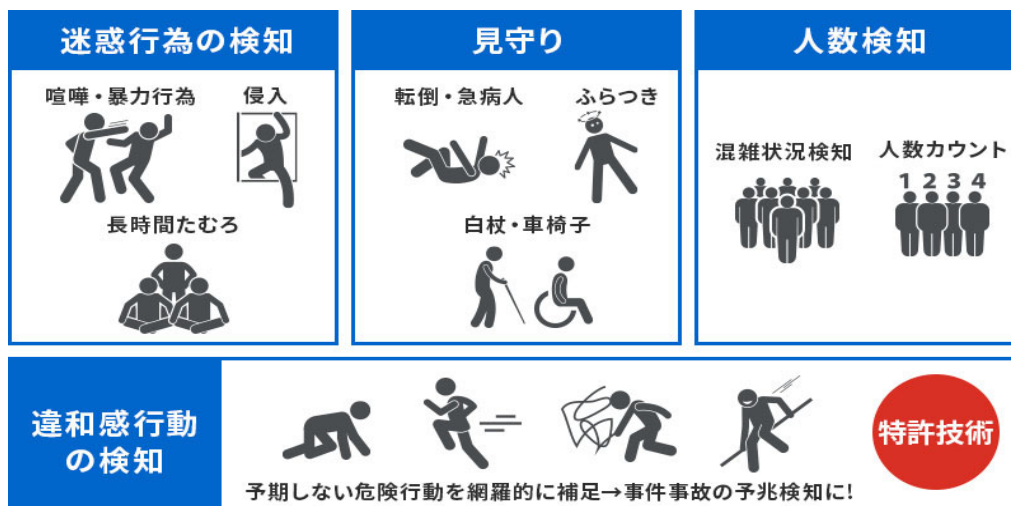 迷惑行為の検知
喧嘩・暴力行為
侵入
長時間たむろ
見守り
転倒・急病人
ふらつき
白杖・車椅子
人数検知
混雑状況検知
人数カウント
1 2 3 4
違和感行動
の検知
特許技術
予期しない危険行動を網羅的に補足→事件事故の予兆検知に!